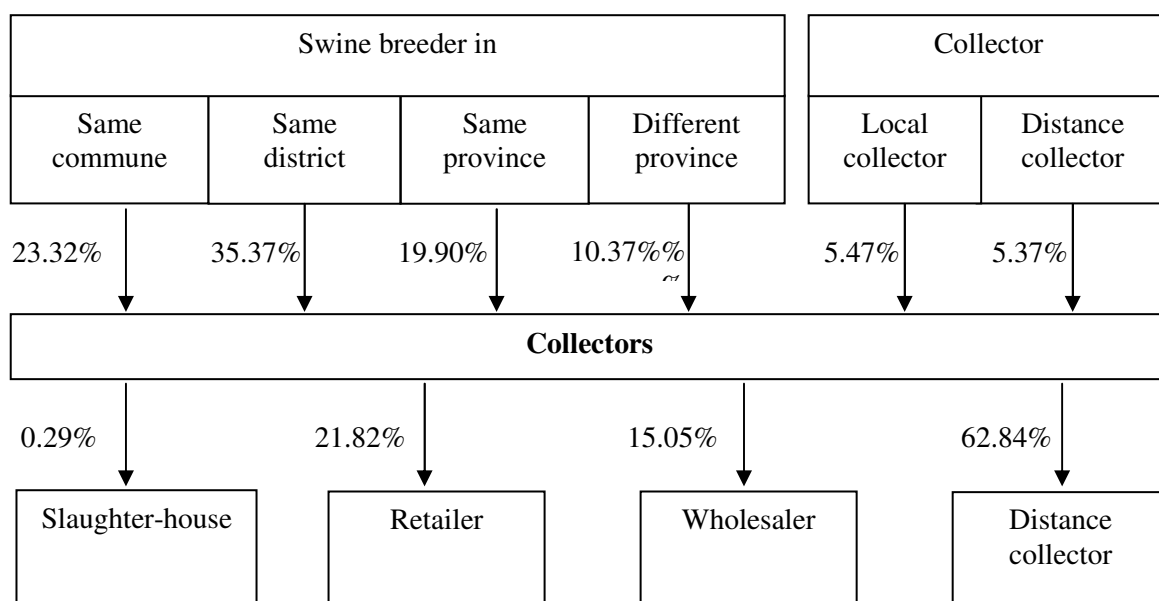 Swine breeder in
Collector
Same
commune
Same
district
Same
province
Different
province
Local
collector
Distance
collector
23.32%
35.37%
19.90%
10.37%%
5.47%
5.37%
Collectors
0.29%
21.82%
15.05%
62.84%
Slaughter-house
Retailer
Wholesaler
Distance
collector